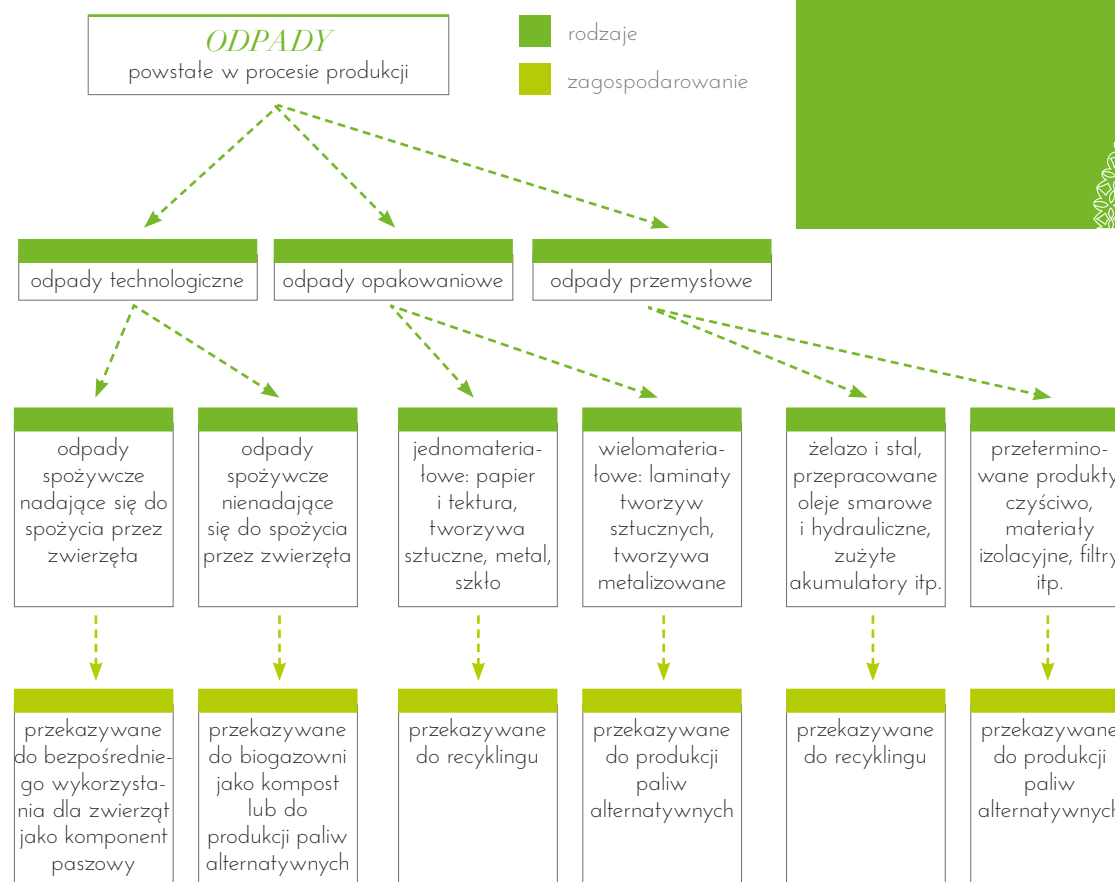 ODPADY
powstałe w procesie produkcji
rodzaje
zagospodarowanie
odpady technologiczne
odpady opakowaniowe
odpady przemysłowe
odpady
spożywcze
nadające się do
spożycia przez
zwierzęta
odpady
spożywcze
nienadające
się do spożycia
przez zwierzęta
jednomateria-
łowe: papier
i tektura,
tworzywa
sztuczne, metal,
szkło
wielomateria-
łowe: laminaty
tworzyw
sztucznych,
tworzywa
metalizowane
żelazo i stal,
przepracowane
oleje smarowe
i hydrauliczne,
zużyte
akumulatory itp.
przetermino-
wane produkty,
czyściwo,
materiały
izolacyjne, filtry
itp.
przekazywane
do bezpośrednie-
go wykorzysta-
nia dla zwierząt
jako komponent
paszowy
przekazywane
do biogazowni
jako kompost
lub do
produkcji paliw
alternatywnych
przekazywane
do recyklingu
przekazywane
do produkcji
paliw
alternatywnych
przekazywane
do recyklingu
przekazywane
do produkcji
paliw
alternatywnych